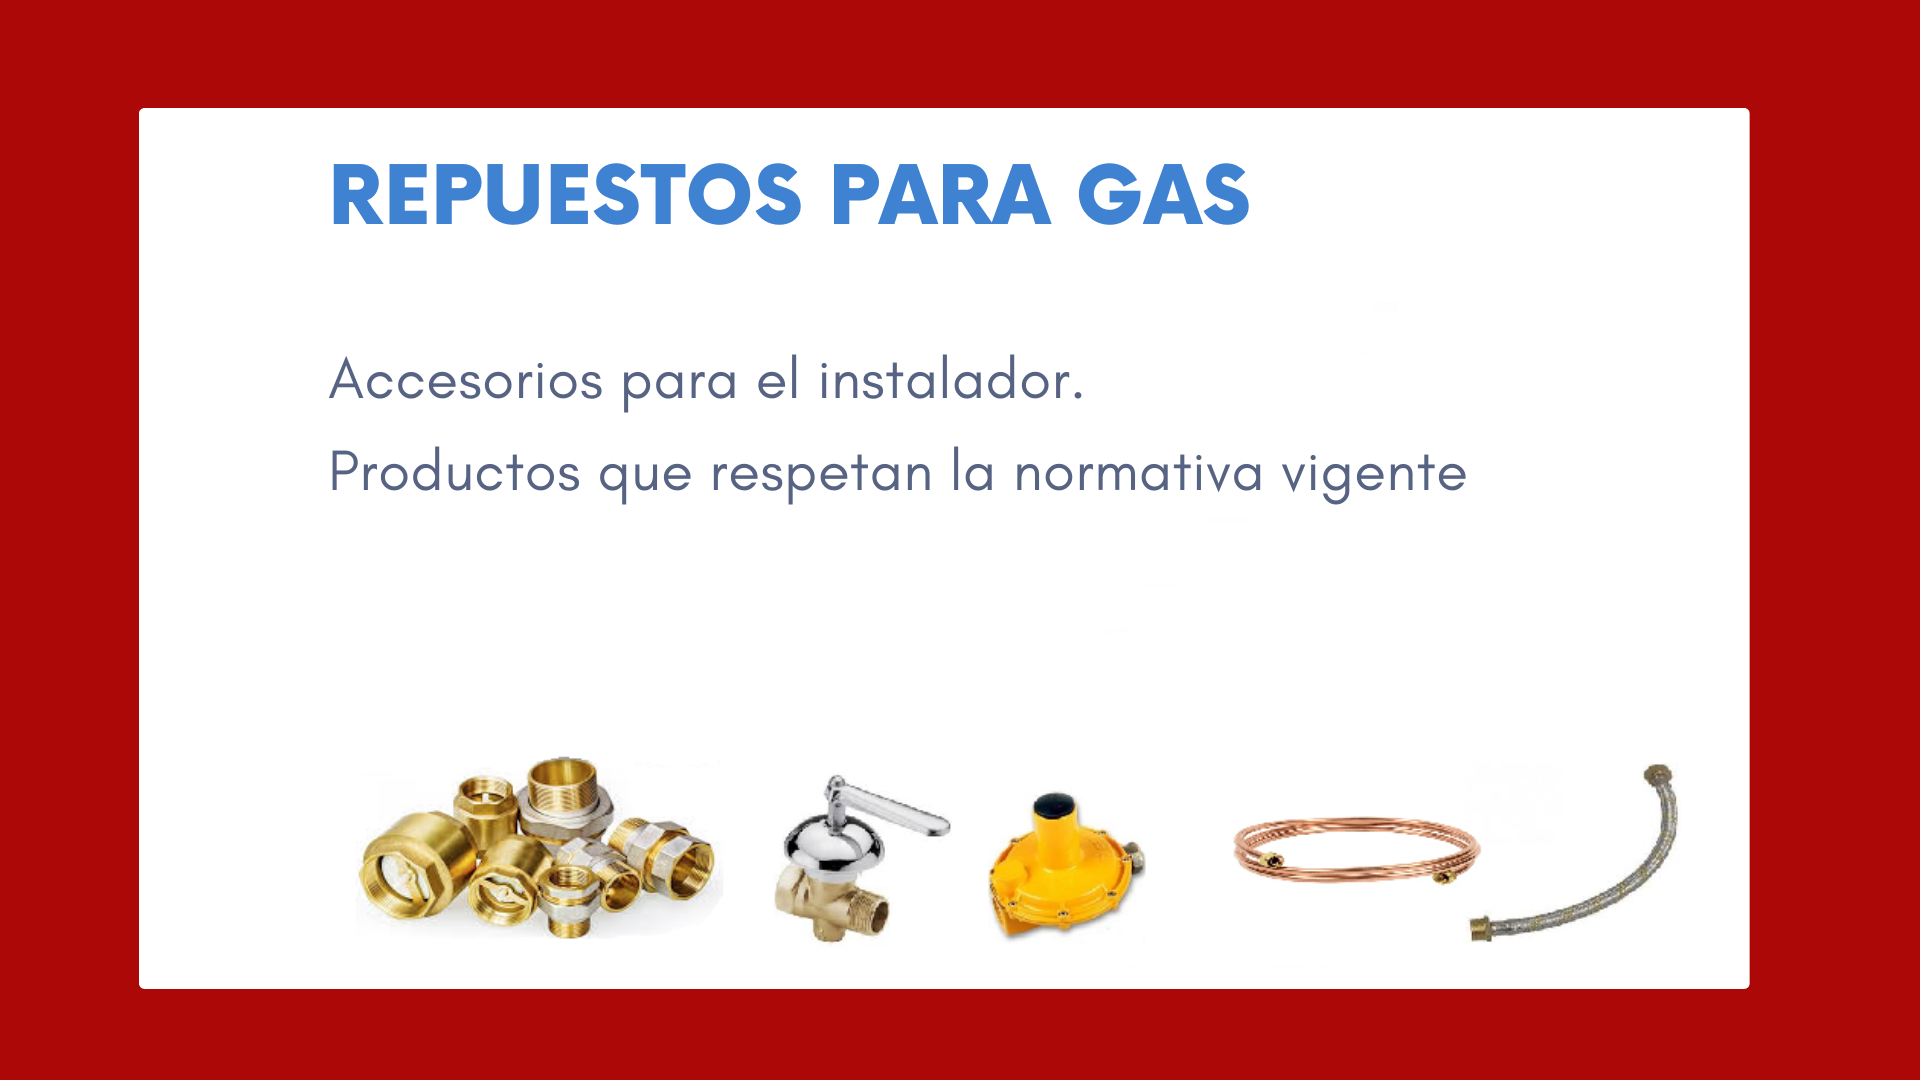 REPUESTOS PARA GAS
Accesorios para el instalador.
Productos que respetan la normativa vigente